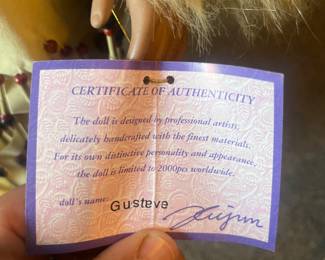 CERTIFICATE OF AUTHENTICITY
The doll is designed by professional artists;
delicately handcrafted with the finest materials.
For its own distinctive personality and appearance,
the doll is limited to 2000pcs worldwide.
doll's name: Gusteve